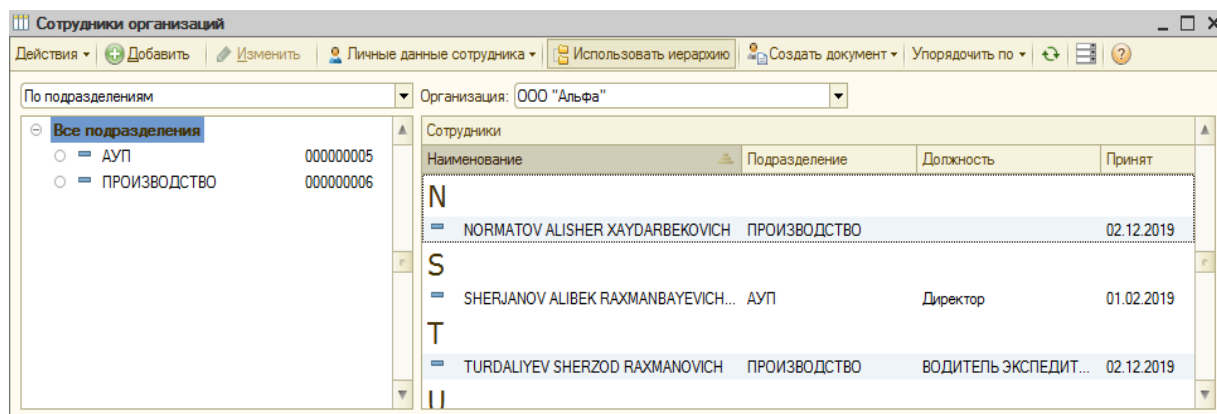 Сотрудники организаций
Действия Добавить Изменить Личные данные сотрудника Использовать иерархию Создать документ Упорядочить по ?
По подразделениям Организация: ООО "Альфа"
Все подразделения Сотрудники
АУП 000000005 Наименование Подразделение Должность Принят
ПРОИЗВОДСТВО 000000006
N
NORMATOV ALISHER XAYDARBEKOVICH ПРОИЗВОДСТВО 02.12.2019
S
SHERJANOV ALIBEK RAXMANBAYEVICH... АУП Директор 01.02.2019
T
TURDALIYEV SHERZOD RAXMANOVICH ПРОИЗВОДСТВО ВОДИТЕЛЬ ЭКСПЕДИТ... 02.12.2019
U